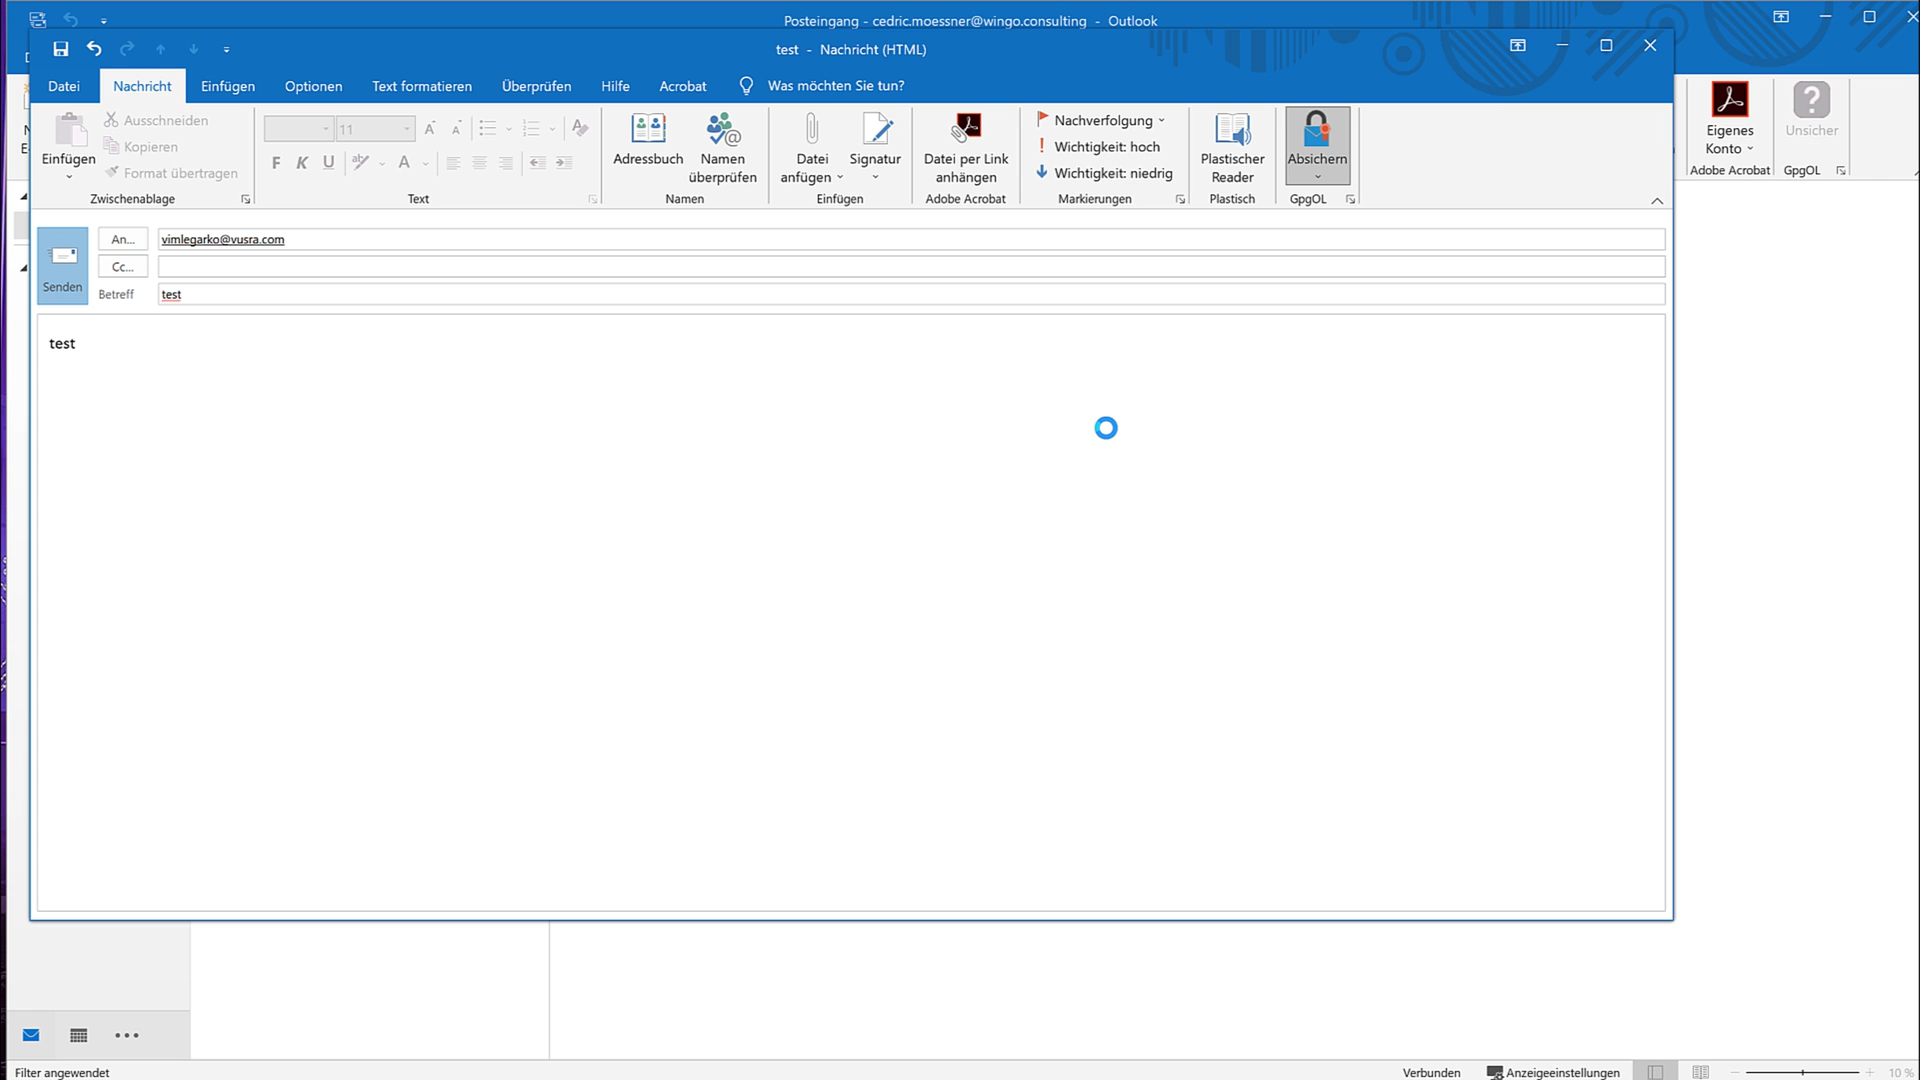 Posteingang - cedric.moessner@wingo.consulting - Outlook
test - Nachricht (HTML)
Datei Nachricht Einfügen Optionen Text formatieren Überprüfen Hilfe Acrobat Was möchten Sie tun?
Einfügen
Ausschneiden
Kopieren
Format übertragen
Zwischenablage
11
F K U
Text
Adressbuch
Namen
überprüfen
Namen
Datei
anfügen
Signatur
Einfügen
Datei per Link
anhängen
Adobe Acrobat
Nachverfolgung
Wichtigkeit: hoch
Wichtigkeit: niedrig
Markierungen
Plastischer
Reader
Plastisch
Absichern
GpgOL
Eigenes
Konto
Adobe Acrobat
Unsicher
GpgOL
Senden
An... vimlegarko@vusra.com
Cc...
Betreff test
test
Filter angewendet
Verbunden Anzeigeeinstellungen 10 %